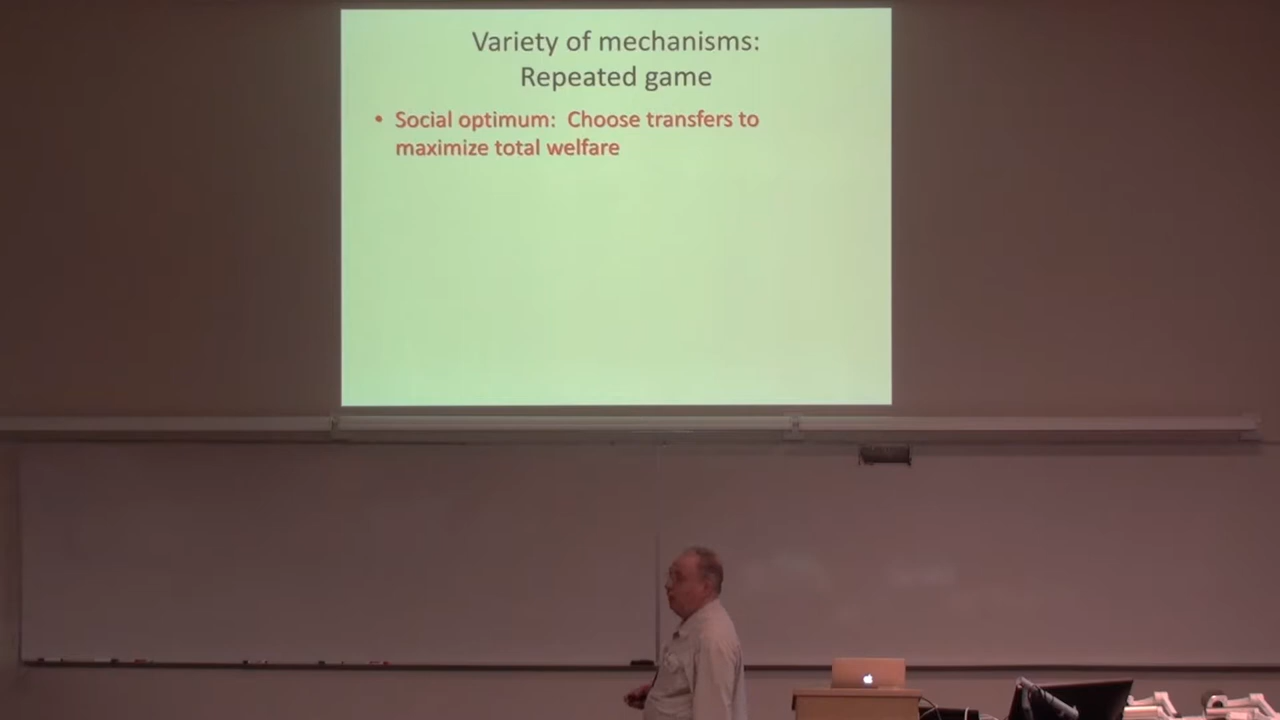 Variety of mechanisms:
Repeated game
• Social optimum: Choose transfers to
maximize total welfare